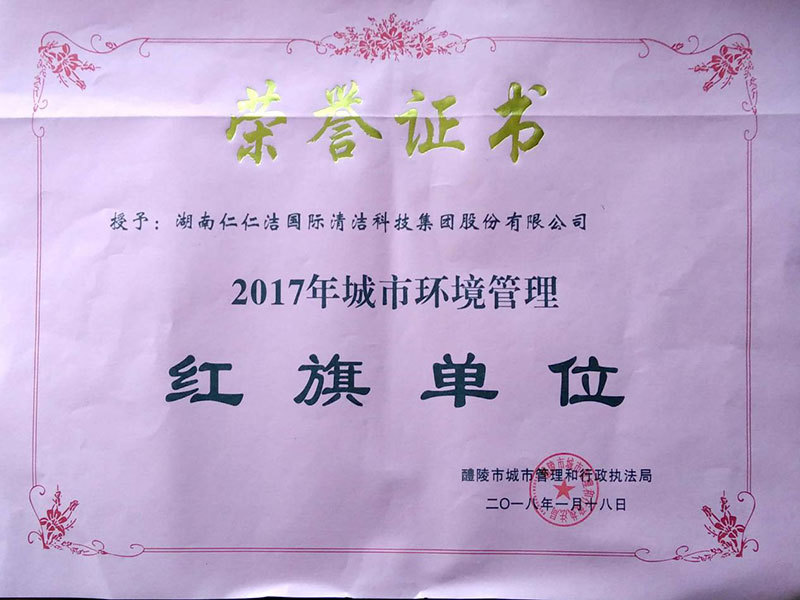 荣誉证书
授予：湖南仁仁洁国际清洁科技集团股份有限公司
2017年城市环境管理
红旗单位
醴陵市城市管理和行政执法局
二〇一八年一月十八日